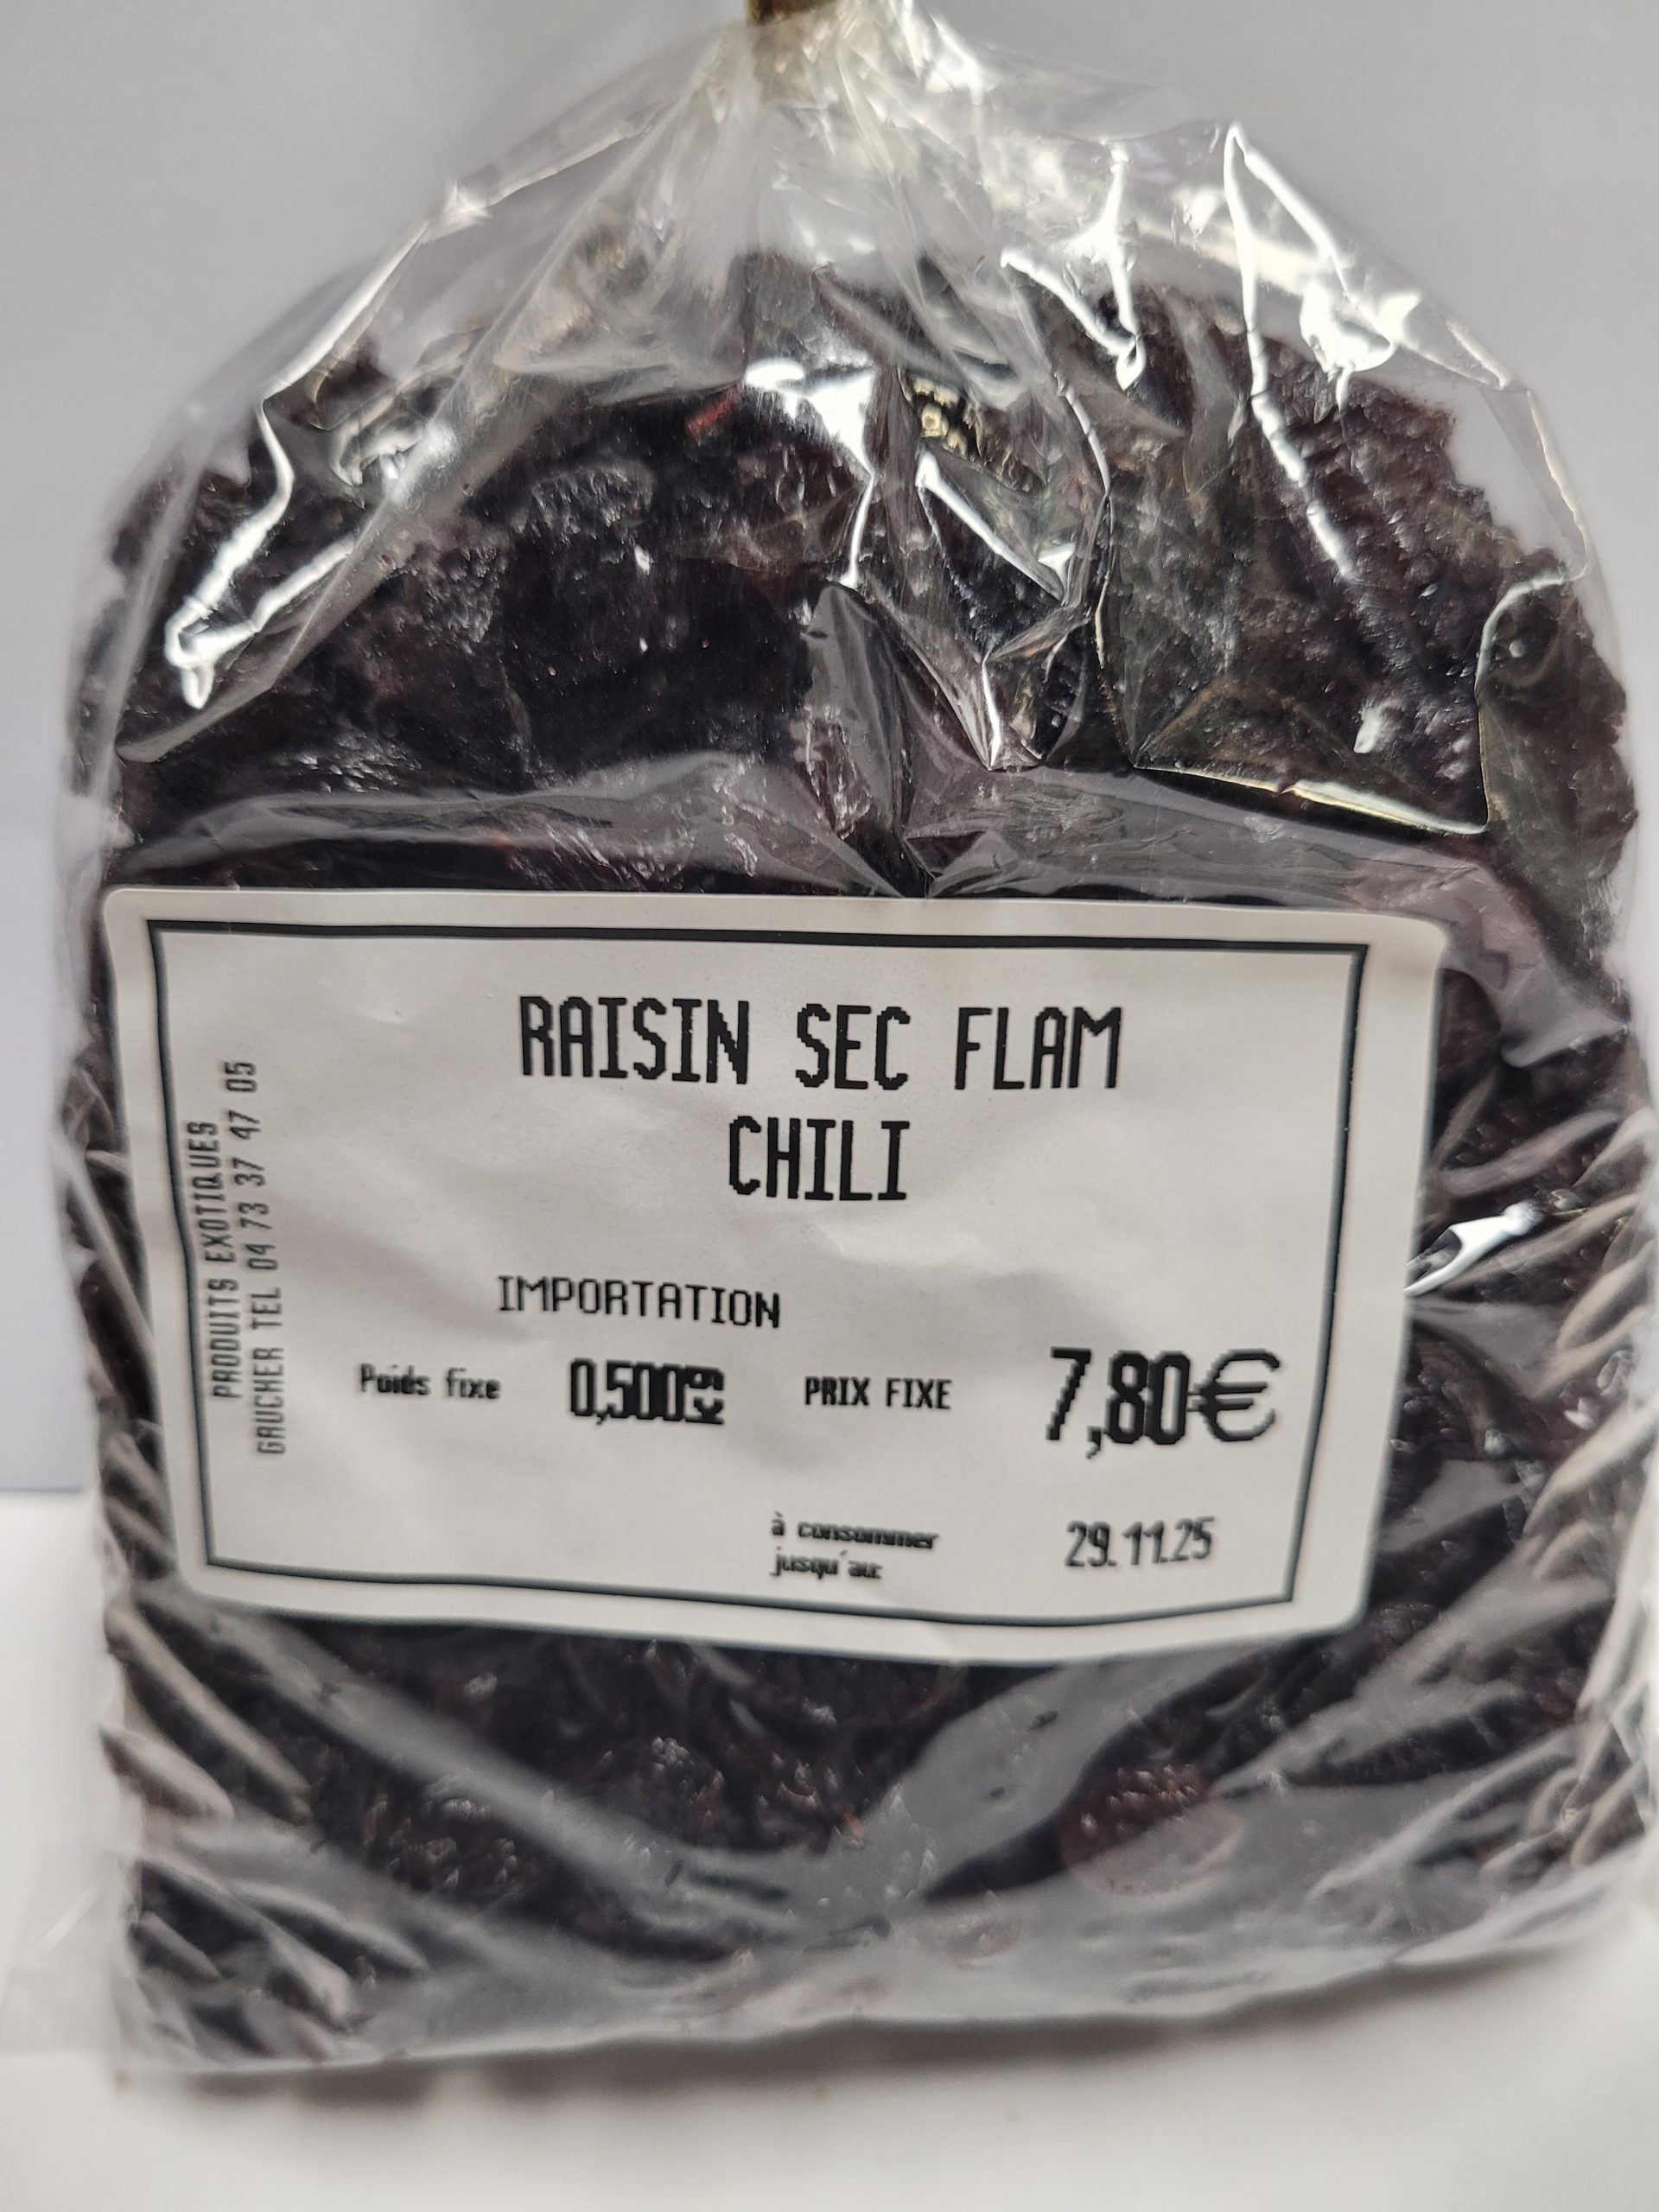 RAISIN SEC FLAM
CHILI
IMPORTATION
Poids fixe 0,500kg PRIX FIXE 7,80€
à consommer
jusqu'au: 29.11.25
PRODUITS EXOTIQUES
GAUCHER TEL 04 73 37 47 05